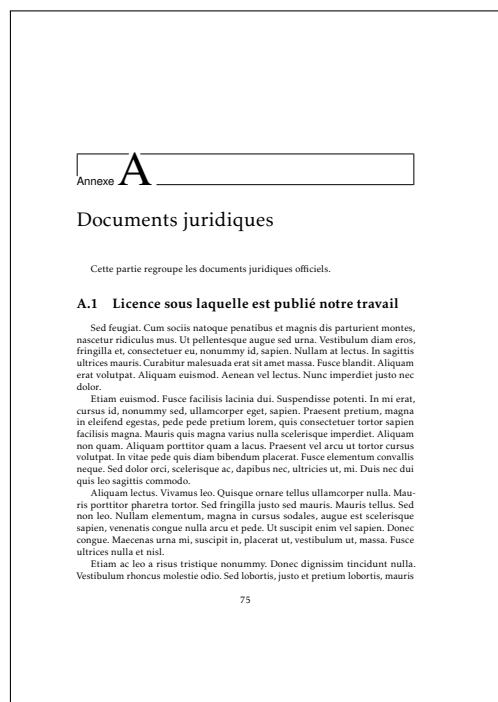 Annexe A
Documents juridiques
Cette partie regroupe les documents juridiques officiels.
A.1 Licence sous laquelle est publié notre travail
Sed feugiat. Cum sociis natoque penatibus et magnis dis parturient montes,
nascetur ridiculus mus. Ut pellentesque augue sed urna. Vestibulum diam eros,
fringilla et, consectetuer eu, nonummy id, sapien. Nullam at lectus. In sagittis
ultrices mauris. Curabitur malesuada erat sit amet massa. Fusce blandit. Aliquam
erat volutpat. Aliquam euismod. Aenean vel lectus. Nunc imperdiet justo nec
dolor.
Etiam euismod. Fusce facilisis lacinia dui. Suspendisse potenti. In mi erat,
cursus id, nonummy sed, ullamcorper eget, sapien. Praesent pretium, magna
in eleifend egestas, pede pede pretium lorem, quis consectetuer tortor sapien
facilisis magna. Mauris quis magna varius nulla scelerisque imperdiet. Aliquam
non quam. Aliquam porttitor quam a lacus. Praesent vel arcu ut tortor cursus
volutpat. In vitae pede quis diam bibendum placerat. Fusce elementum convallis
neque. Sed dolor orci, scelerisque ac, dapibus nec, ultricies ut, mi. Duis nec dui
quis leo sagittis commodo.
Aliquam lectus. Vivamus leo. Quisque ornare tellus ullamcorper nulla. Mau-
ris porttitor pharetra tortor. Sed fringilla justo sed mauris. Mauris tellus. Sed
non leo. Nullam elementum, magna in cursus sodales, augue est scelerisque
sapien, venenatis congue nulla arcu et pede. Ut suscipit enim vel sapien. Donec
congue. Maecenas urna mi, suscipit in, placerat ut, vestibulum ut, massa. Fusce
ultrices nulla et nisl.
Etiam ac leo a risus tristique nonummy. Donec dignissim tincidunt nulla.
Vestibulum rhoncus molestie odio. Sed lobortis, justo et pretium lobortis, mauris
75